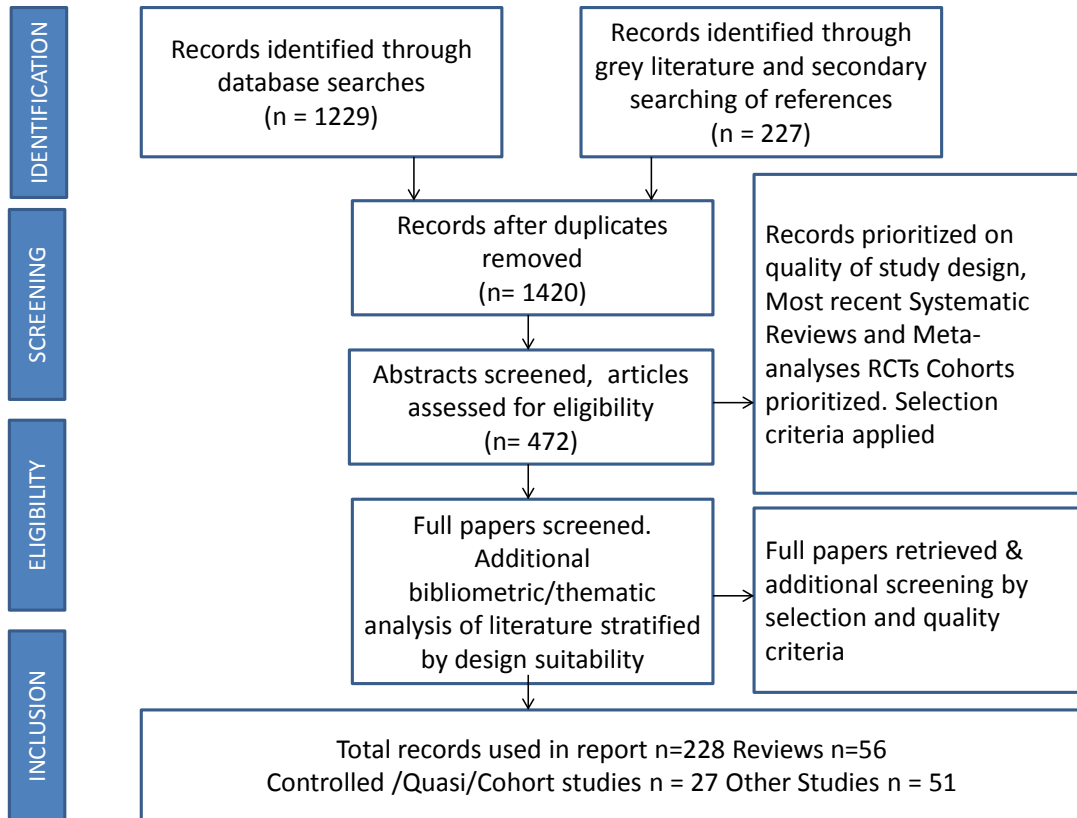 IDENTIFICATION
Records identified through
database searches
(n = 1229)
Records identified through
grey literature and secondary
searching of references
(n = 227)
SCREENING
Records after duplicates
removed
(n= 1420)
Abstracts screened, articles
assessed for eligibility
(n= 472)
Records prioritized on
quality of study design,
Most recent Systematic
Reviews and Meta-
analyses RCTs Cohorts
prioritized. Selection
criteria applied
ELIGIBILITY
Full papers screened.
Additional
bibliometric/thematic
analysis of literature stratified
by design suitability
Full papers retrieved &
additional screening by
selection and quality
criteria
INCLUSION
Total records used in report n=228 Reviews n=56
Controlled /Quasi/Cohort studies n = 27 Other Studies = 51